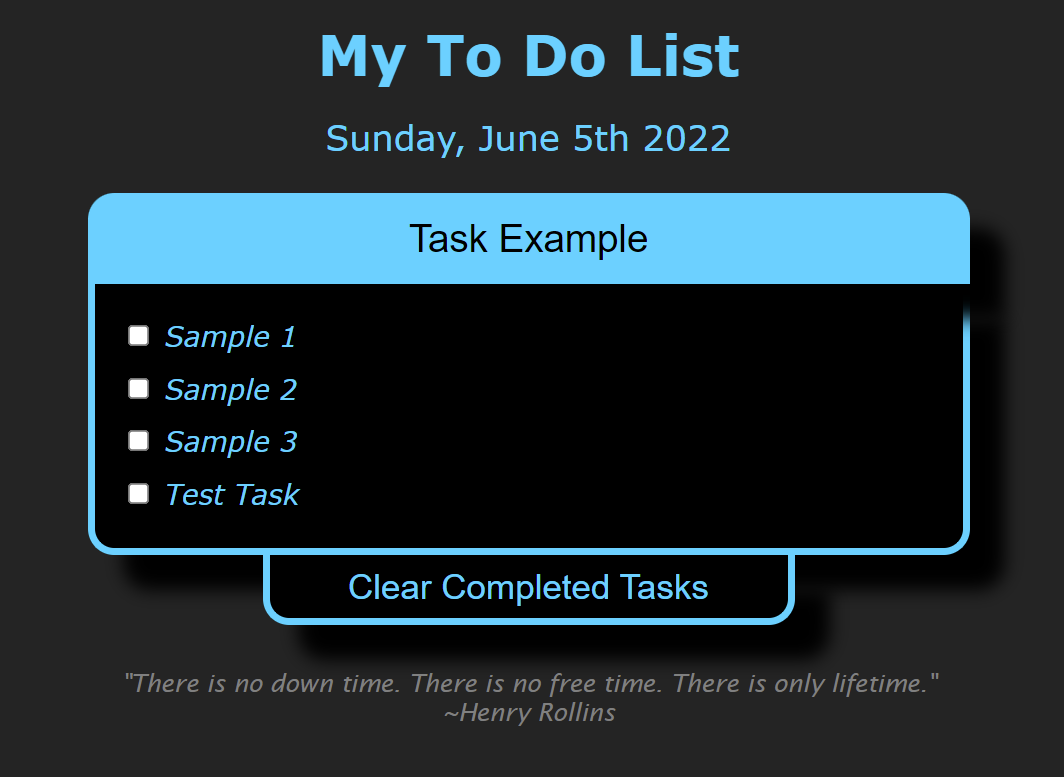 My To Do List
Sunday, June 5th 2022
Task Example
Sample 1
Sample 2
Sample 3
Test Task
Clear Completed Tasks
"There is no down time. There is no free time. There is only lifetime."
~Henry Rollins